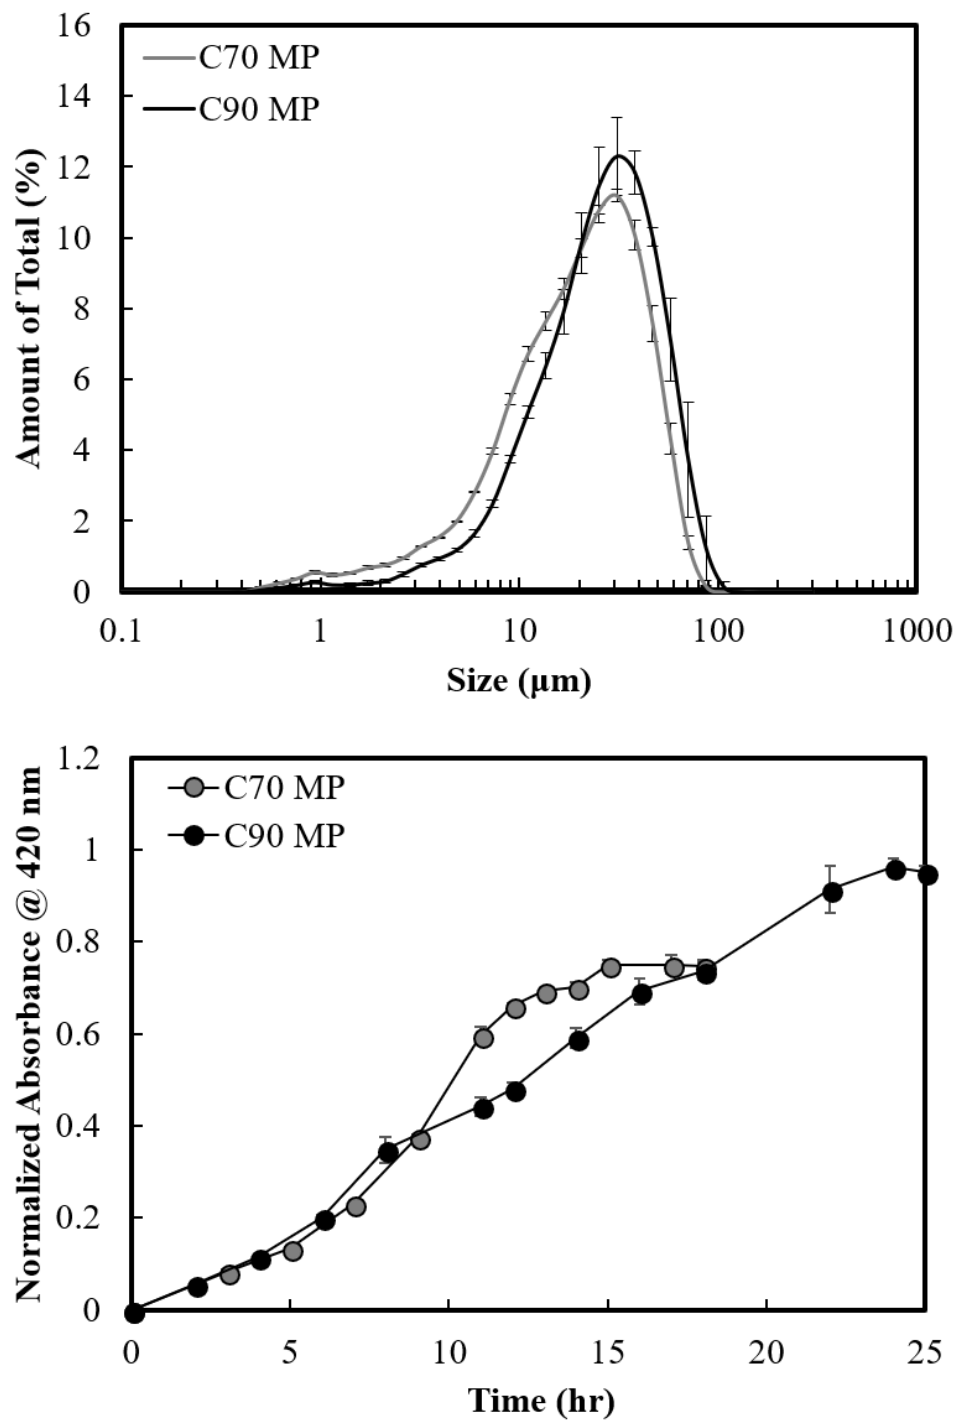 16
14
12
10
8
6
4
2
0
Amount of Total (%)
C70 MP
C90 MP
0.1 1 10 100 1000
Size (μm)
1.2
1
0.8
0.6
0.4
0.2
0
Normalized Absorbance @ 420 nm
C70 MP
C90 MP
0 5 10 15 20 25
Time (hr)